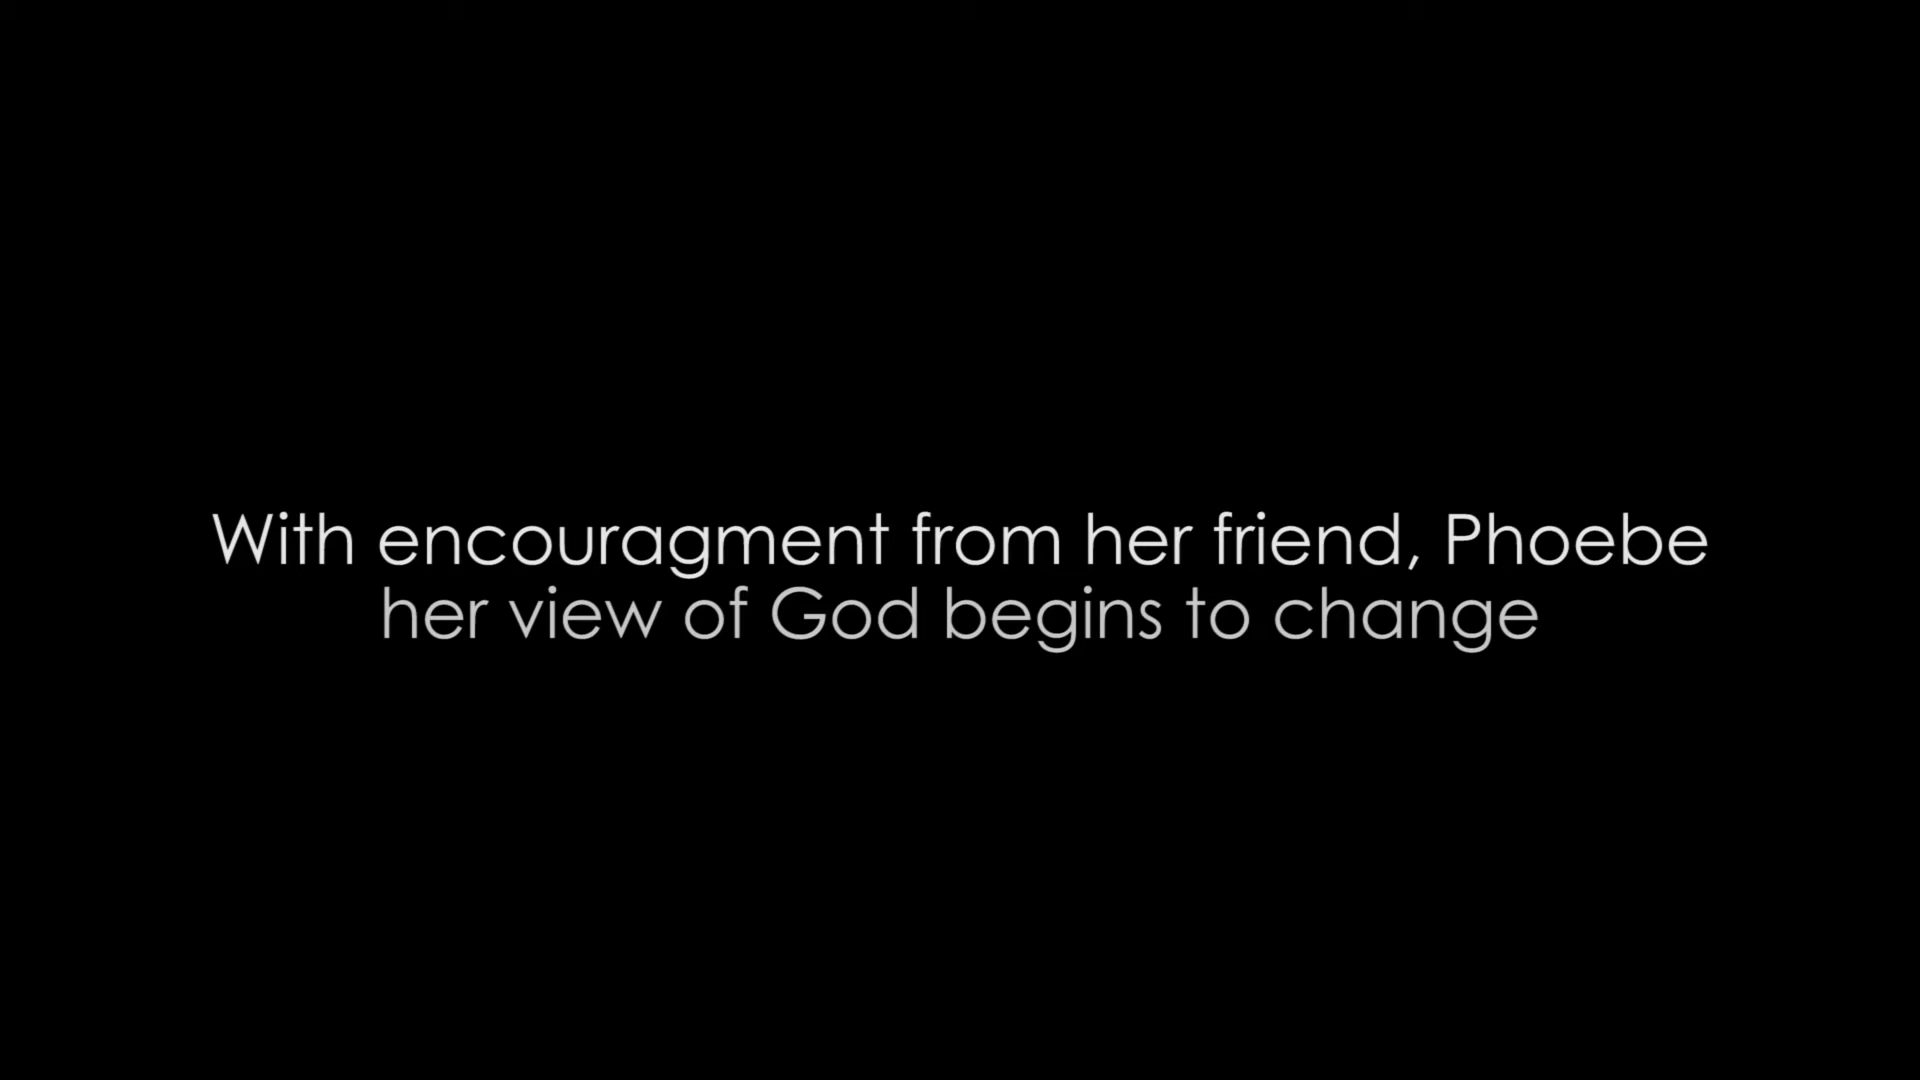 With encouragment from her friend, Phoebe
her view of God begins to change